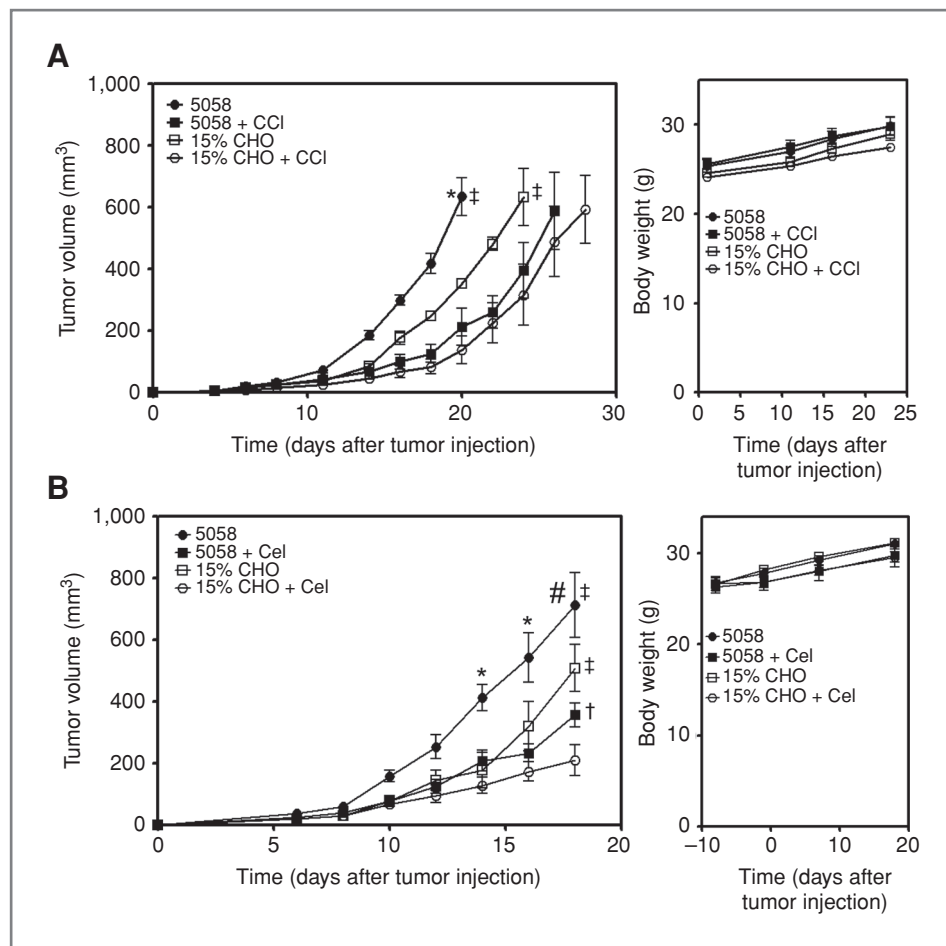 A
1,000
800
600
400
200
0
Tumor volume (mm3)
5058
5058 + CCI
15% CHO
15% CHO + CCI
*‡
‡
0
10
20
30
Time (days after tumor injection)
30
20
10
0
Body weight (g)
5058
5058 + CCI
15% CHO
15% CHO + CCI
0
5
10
15
20
25
Time (days after
tumor injection)
B
1,000
800
600
400
200
0
Tumor volume (mm3)
5058
5058 + Cel
15% CHO
15% CHO + Cel
*
*
#‡
‡
†
0
5
10
15
20
Time (days after tumor injection)
30
20
10
0
Body weight (g)
5058
5058 + Cel
15% CHO
15% CHO + Cel
–10
0
10
20
Time (days after
tumor injection)